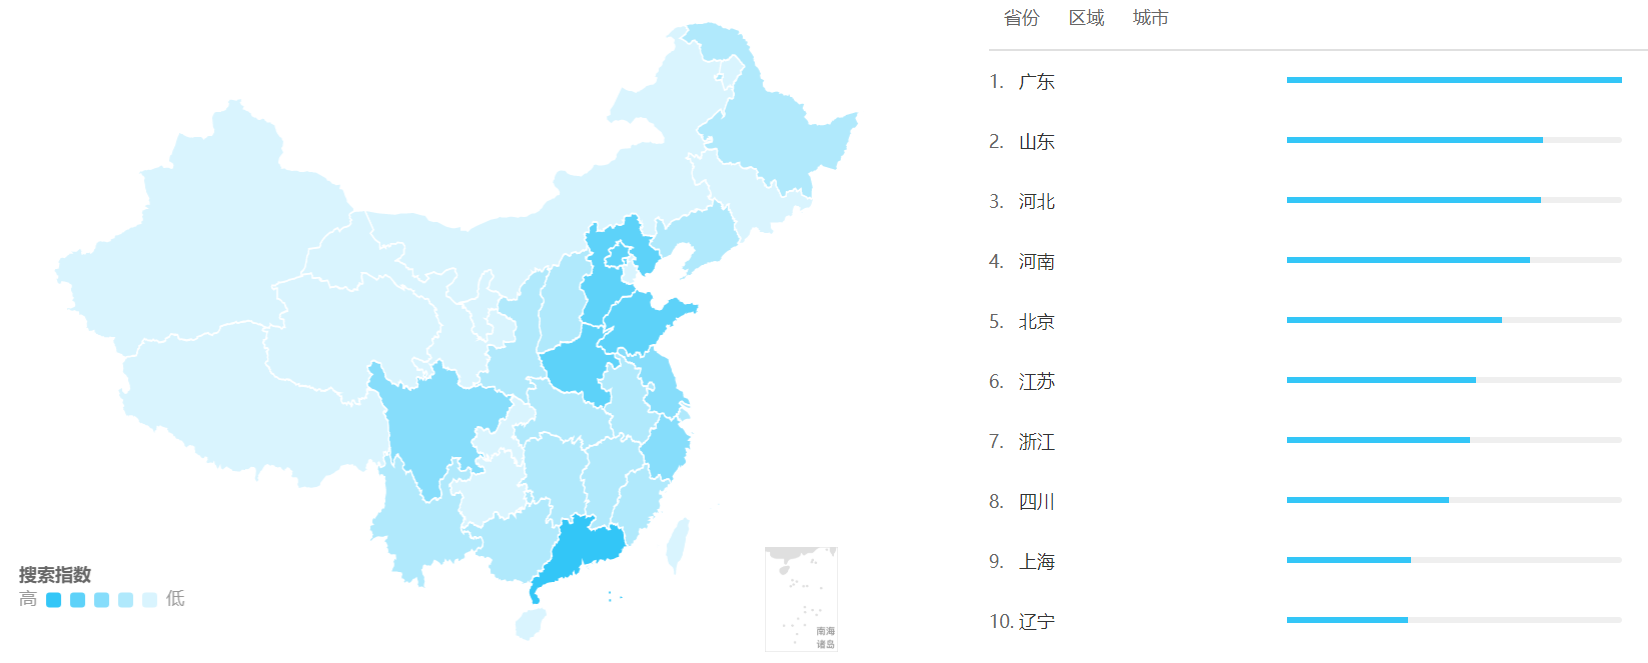 省份 区域 城市
1. 广东
2. 山东
3. 河北
4. 河南
5. 北京
6. 江苏
7. 浙江
8. 四川
9. 上海
10. 辽宁
搜索指数
高 低
南海
诸岛